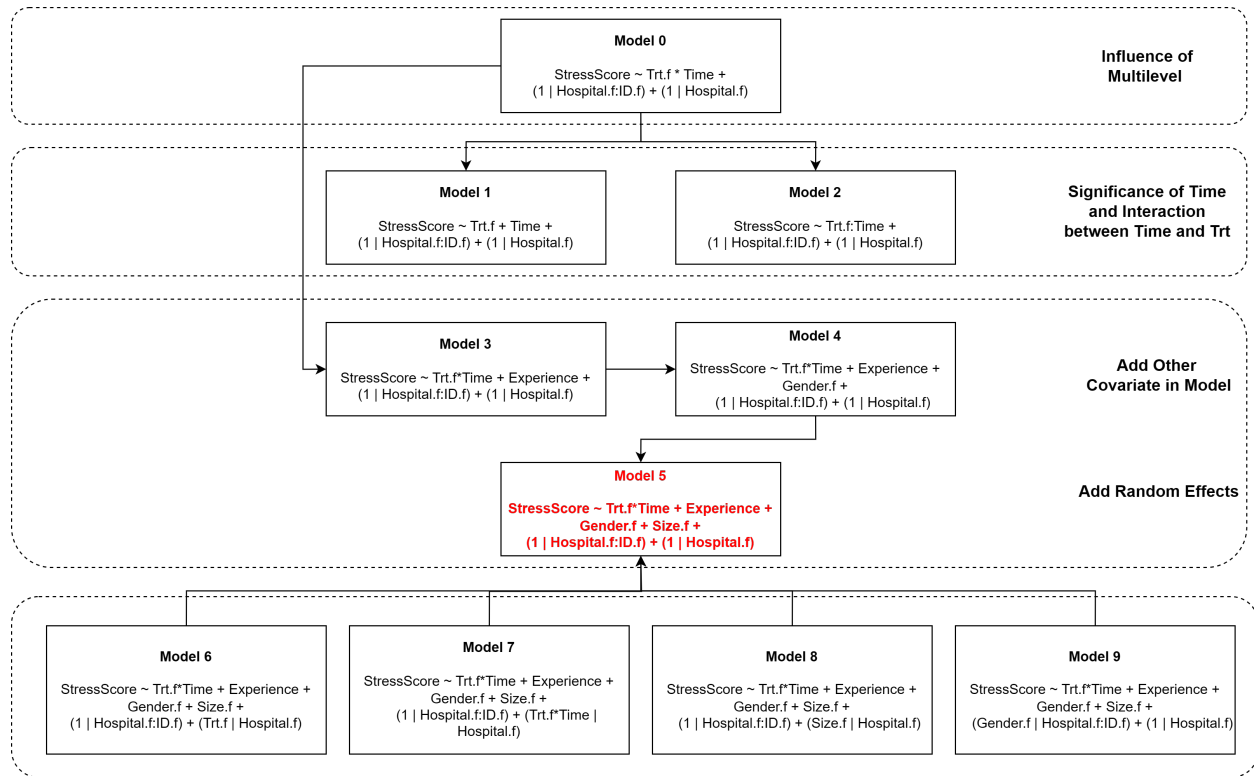 Model 0
StressScore ~ Trt.f * Time +
(1 | Hospital.f:ID.f) + (1 | Hospital.f)
Influence of
Multilevel
Model 1
StressScore ~ Trt.f + Time +
(1 | Hospital.f:ID.f) + (1 | Hospital.f)
Model 2
StressScore ~ Trt.f:Time +
(1 | Hospital.f:ID.f) + (1 | Hospital.f)
Significance of Time
and Interaction
between Time and Trt
Model 3
StressScore ~ Trt.f*Time + Experience +
(1 | Hospital.f:ID.f) + (1 | Hospital.f)
Model 4
StressScore ~ Trt.f*Time + Experience +
Gender.f +
(1 | Hospital.f:ID.f) + (1 | Hospital.f)
Add Other
Covariate in Model
Model 5
StressScore ~ Trt.f*Time + Experience +
Gender.f + Size.f +
(1 | Hospital.f:ID.f) + (1 | Hospital.f)
Add Random Effects
Model 6
StressScore ~ Trt.f*Time + Experience +
Gender.f + Size.f +
(1 | Hospital.f:ID.f) + (Trt.f | Hospital.f)
Model 7
StressScore ~ Trt.f*Time + Experience +
Gender.f + Size.f +
(1 | Hospital.f:ID.f) + (Trt.f*Time |
Hospital.f)
Model 8
StressScore ~ Trt.f*Time + Experience +
Gender.f + Size.f +
(1 | Hospital.f:ID.f) + (Size.f | Hospital.f)
Model 9
StressScore ~ Trt.f*Time + Experience +
Gender.f + Size.f +
(Gender.f | Hospital.f:ID.f) + (1 | Hospital.f)